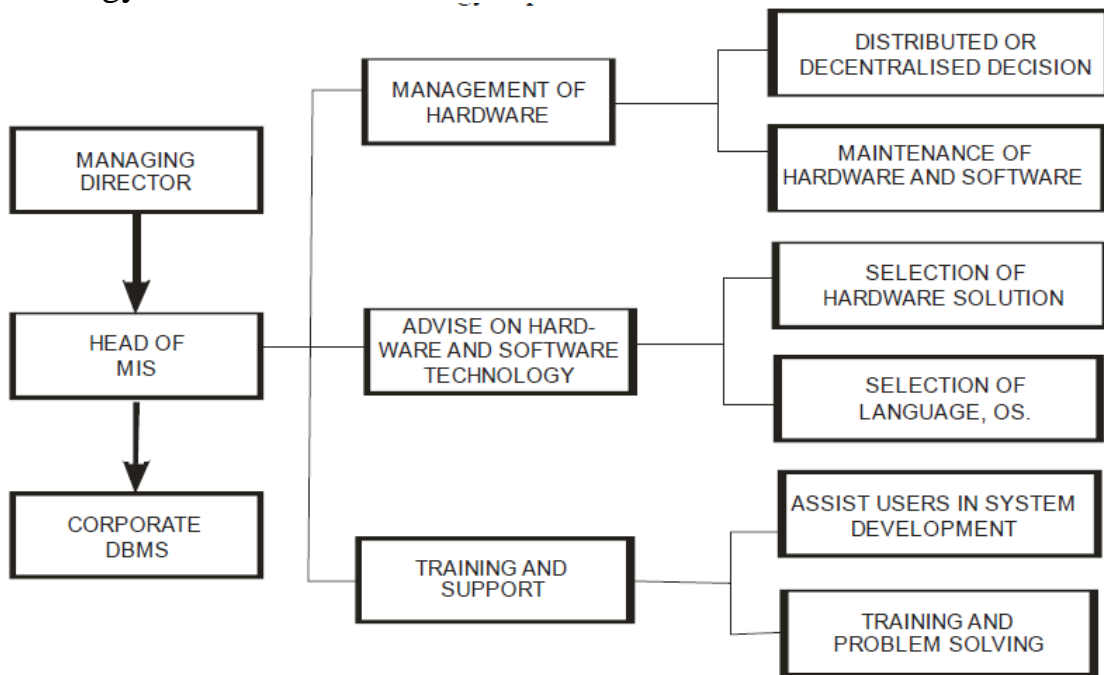 MANAGING
DIRECTOR
HEAD OF
MIS
CORPORATE
DBMS
MANAGEMENT OF
HARDWARE
ADVISE ON HARD-
WARE AND SOFTWARE
TECHNOLOGY
TRAINING AND
SUPPORT
DISTRIBUTED OR
DECENTRALISED DECISION
MAINTENANCE OF
HARDWARE AND SOFTWARE
SELECTION OF
HARDWARE SOLUTION
SELECTION OF
LANGUAGE, OS.
ASSIST USERS IN SYSTEM
DEVELOPMENT
TRAINING AND
PROBLEM SOLVING